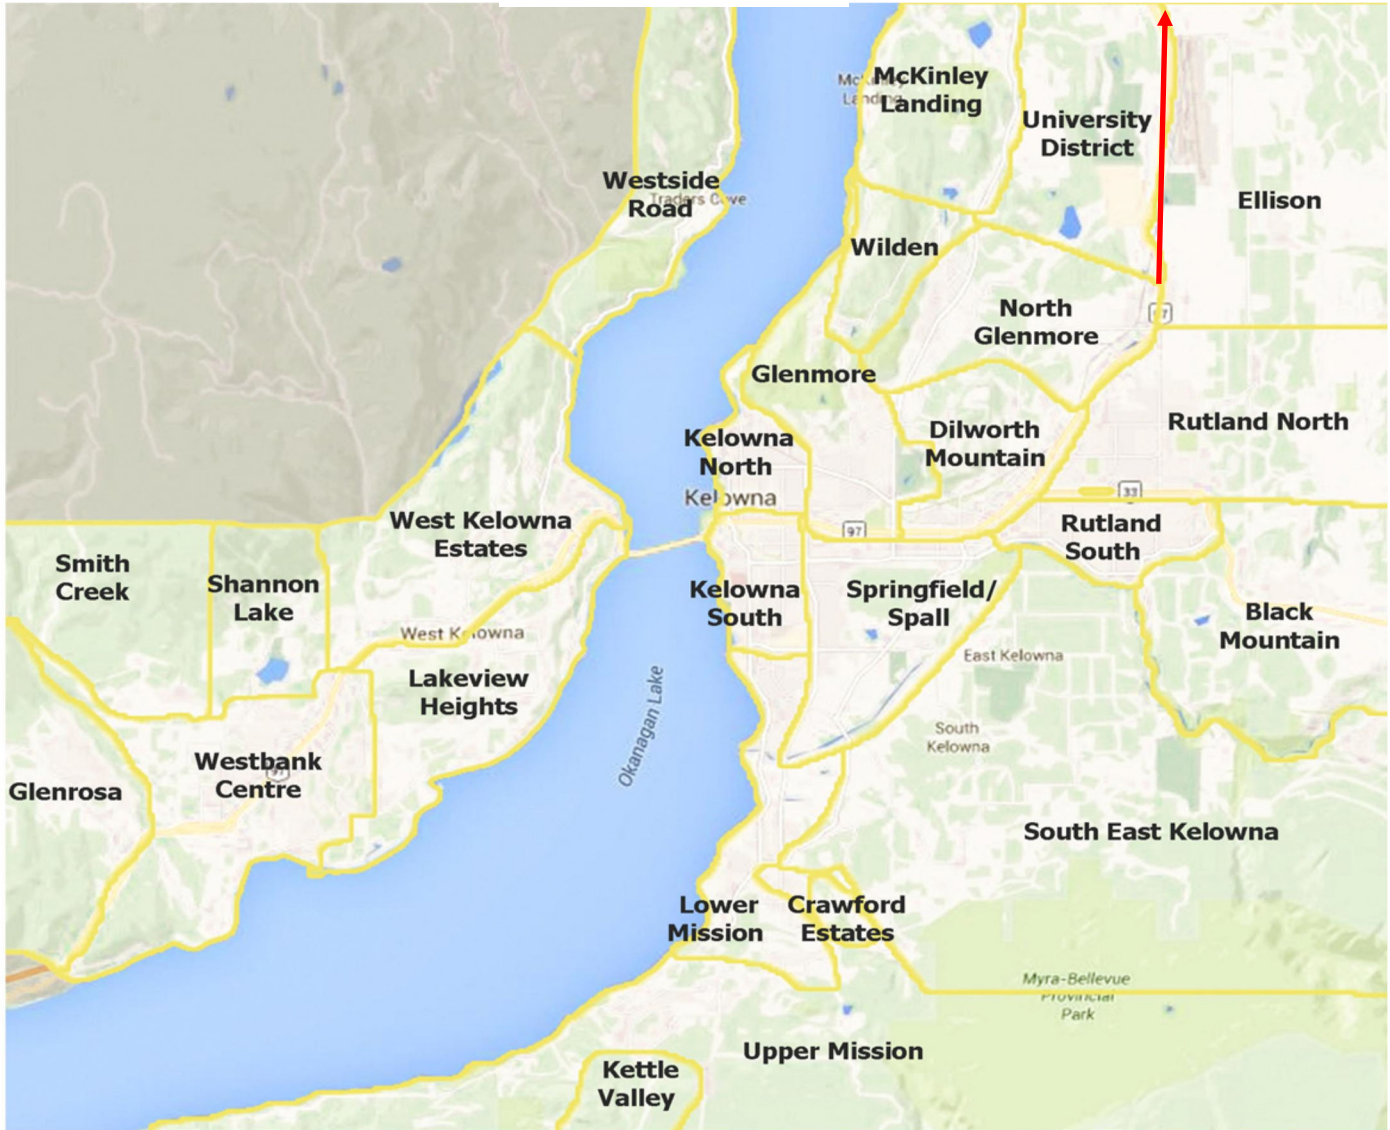 McKinley
Landing
University
District
Westside
Road
Ellison
Wilden
North
Glenmore
97
Glenmore
Rutland North
Kelowna
North
Dilworth
Mountain
Kelowna
33
West Kelowna
Estates
97
Rutland
South
Smith
Creek
Shannon
Lake
Kelowna
South
Springfield/
Spall
Black
Mountain
West Kelowna
East Kelowna
Lakeview
Heights
Okanagan Lake
South
Kelowna
Westbank
Centre
97
Glenrosa
South East Kelowna
Lower
Mission
Crawford
Estates
Myra-Bellevue
Provincial
Park
Upper Mission
Kettle
Valley